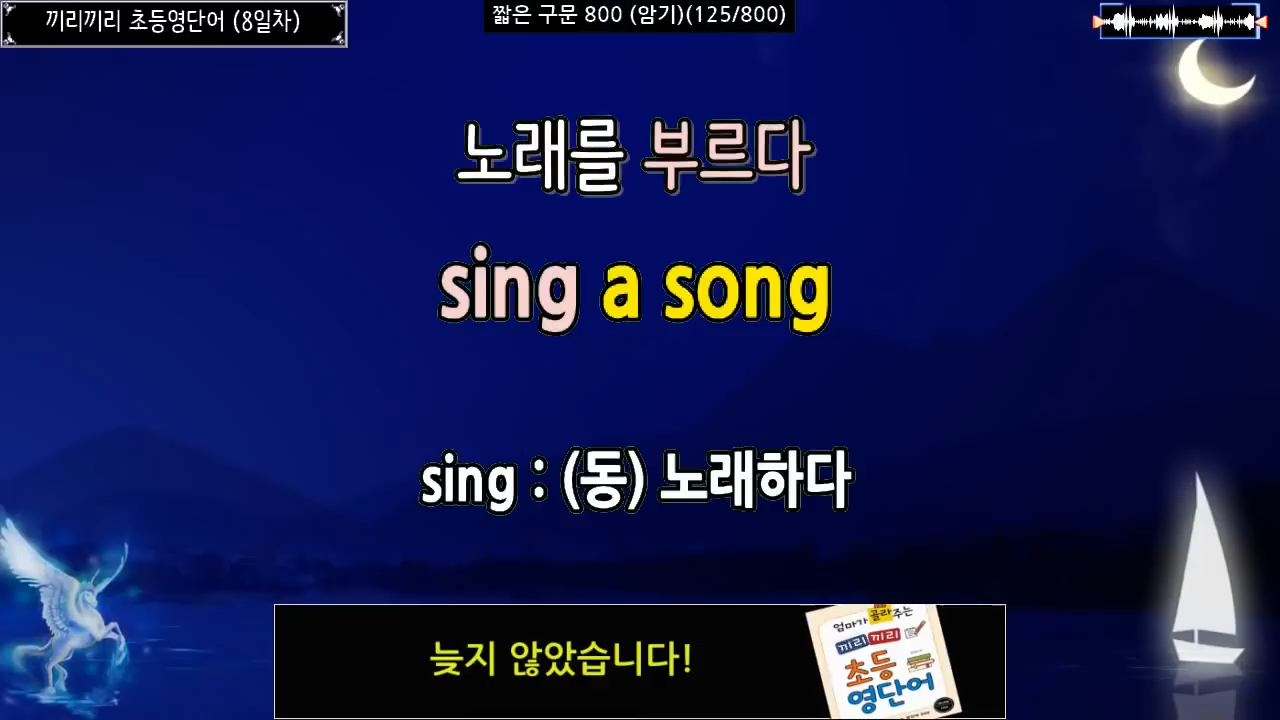 끼리끼리 초등영단어 (8일차)
짧은 구문 800 (암기)(125/800)
노래를 부르다
sing a song
sing : (동) 노래하다
늦지 않았습니다!
엄마가 골라주는
끼리끼리
초등
영단어